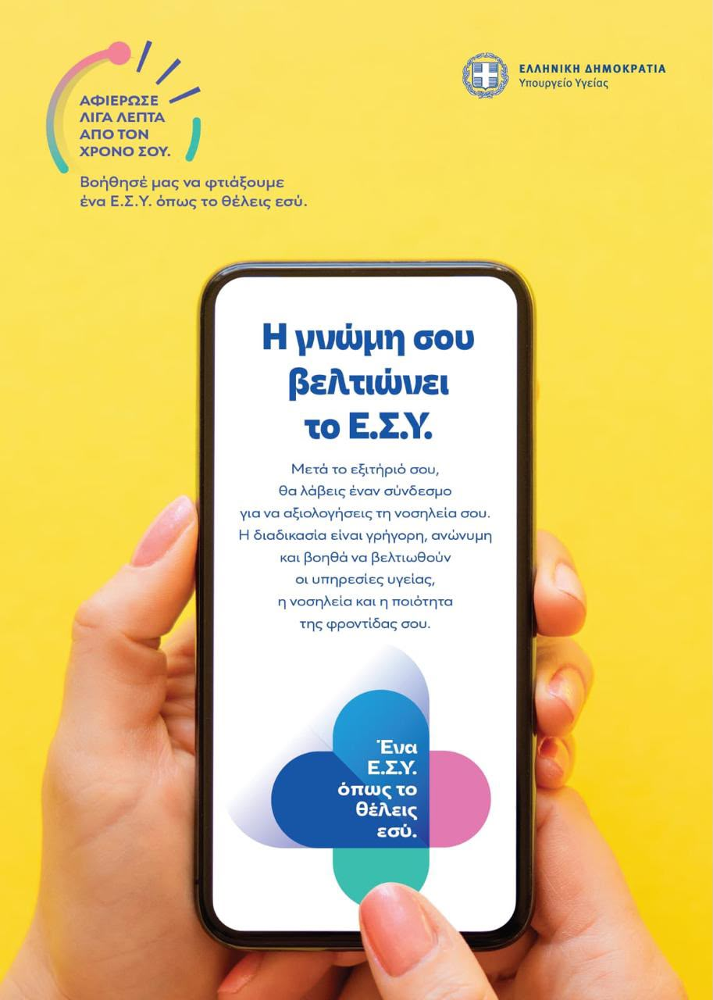 ΑΦΙΕΡΩΣΕ
ΛΙΓΑ ΛΕΠΤΑ
ΑΠΟ ΤΟΝ
ΧΡΟΝΟ ΣΟΥ.
Βοήθησέ μας να φτιάξουμε
ένα Ε.Σ.Υ. όπως το θέλεις εσύ.
ΕΛΛΗΝΙΚΗ ΔΗΜΟΚΡΑΤΙΑ
Υπουργείο Υγείας
Η γνώμη σου
βελτιώνει
το Ε.Σ.Υ.
Μετά το εξιτήριό σου,
θα λάβεις έναν σύνδεσμο
για να αξιολογήσεις τη νοσηλεία σου.
Η διαδικασία είναι γρήγορη, ανώνυμη
και βοηθά να βελτιωθούν
οι υπηρεσίες υγείας,
η νοσηλεία και η ποιότητα
της φροντίδας σου.
Ένα
Ε.Σ.Υ.
όπως το
θέλεις
εσύ.